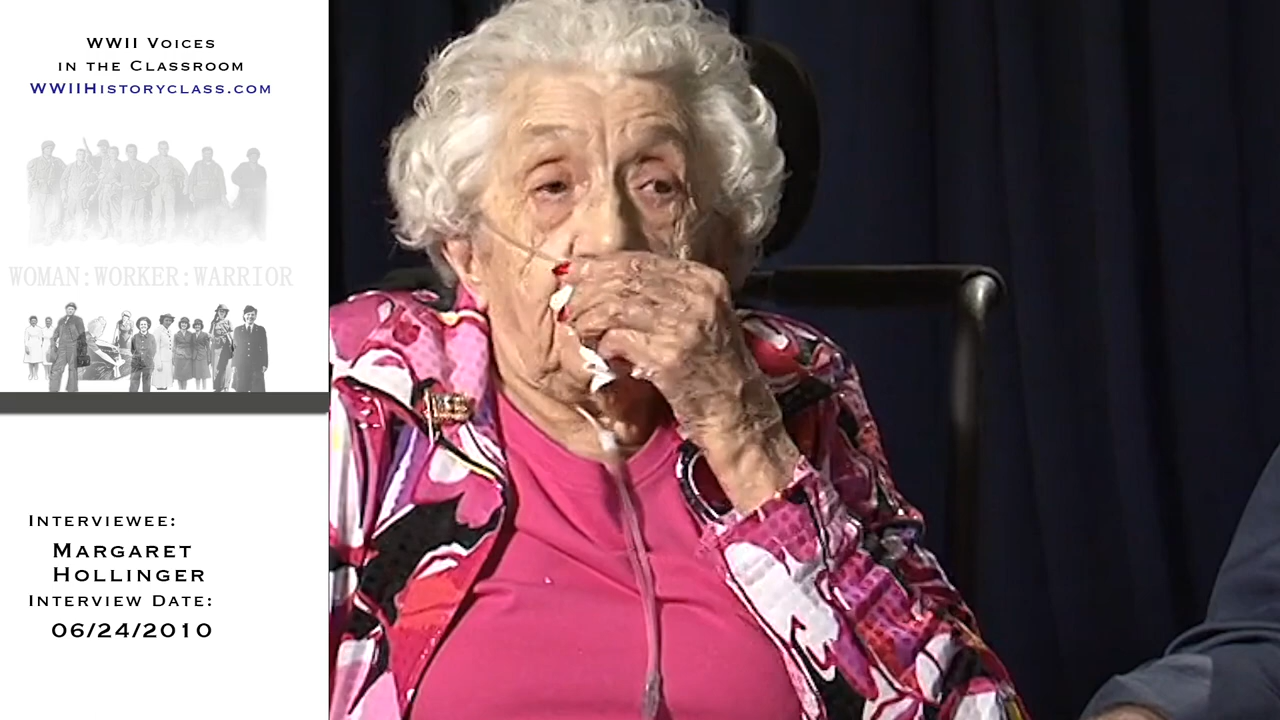 WWII Voices
in the Classroom
WWIIHistoryclass.com
WOMAN:WORKER:WARRIOR
Interviewee:
Margaret
Hollinger
Interview Date:
06/24/2010